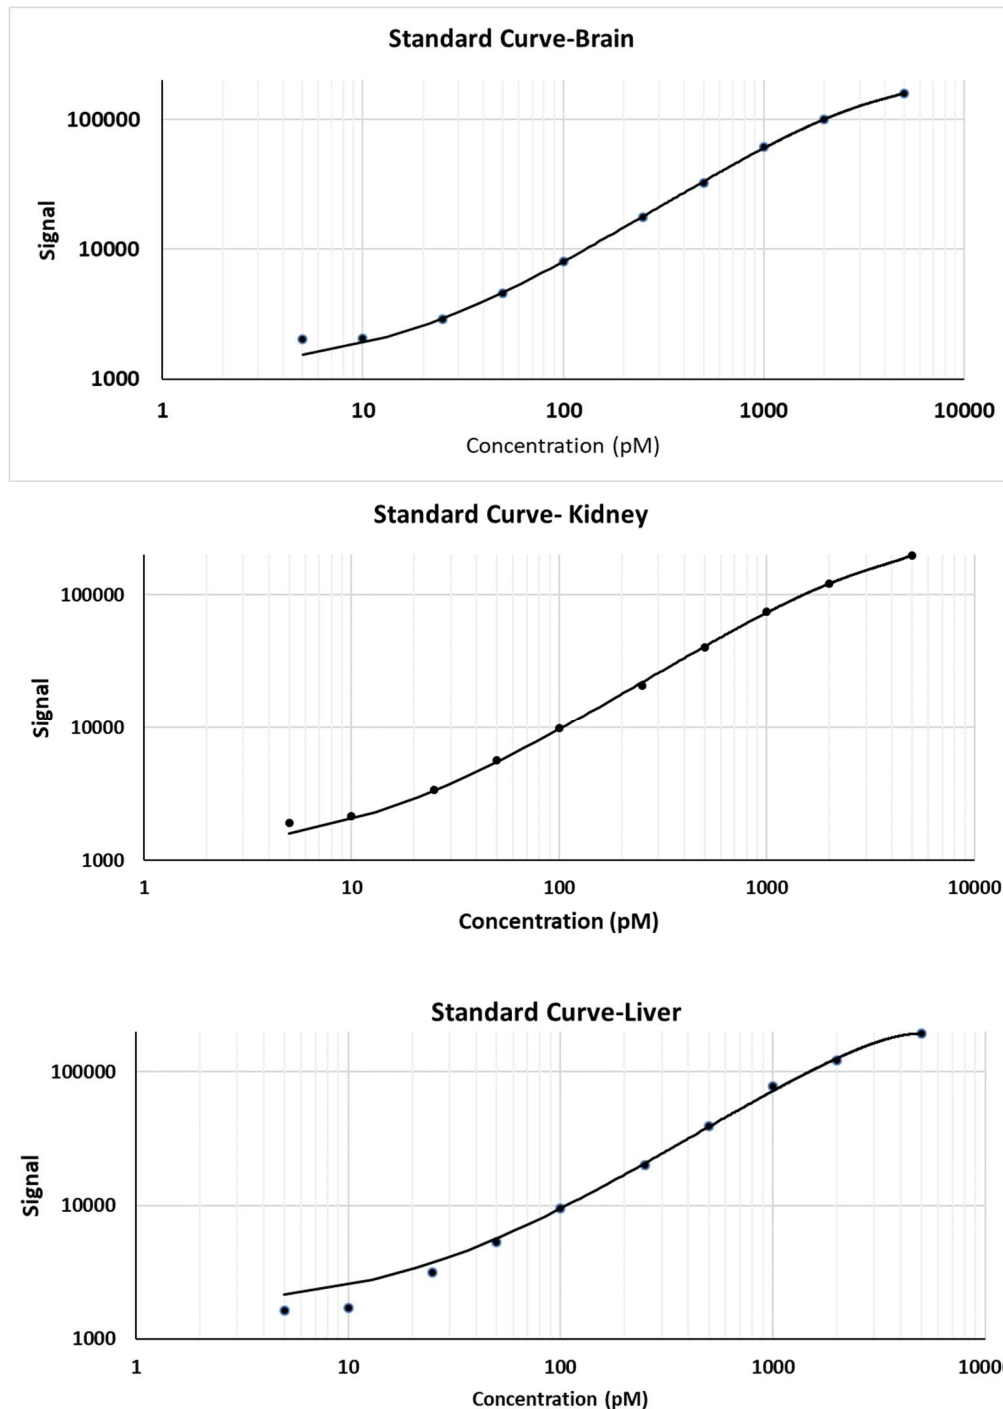 Standard Curve-Brain
100000
10000
1000
1 10 100 1000 10000
Signal
Concentration (pM)
Standard Curve- Kidney
100000
10000
1000
1 10 100 1000 10000
Signal
Concentration (pM)
Standard Curve-Liver
100000
10000
1000
1 10 100 1000 1000
Signal
Concentration (pM)